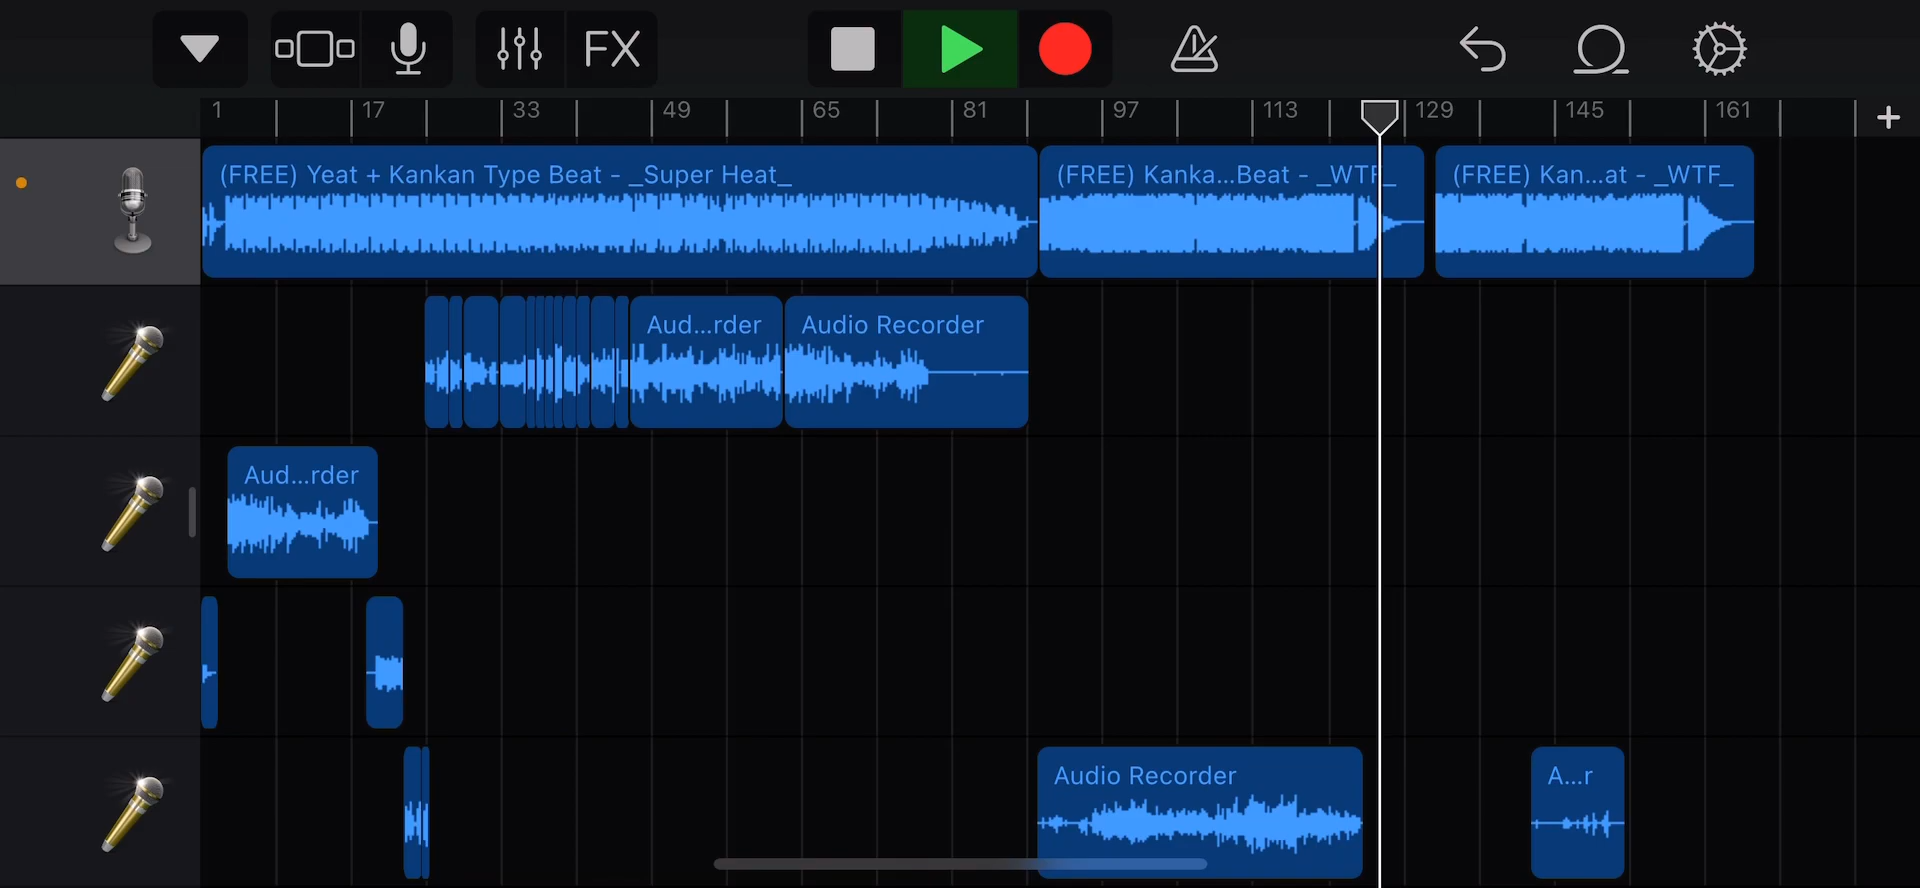 FX
1 17 33 49 65 81 97 113 129 145 161
(FREE) Yeat + Kankan Type Beat - _Super Heat_
(FREE) Kanka...Beat - _WTF_
(FREE) Kan...at - _WTF_
Aud...rder
Audio Recorder
Aud...rder
Audio Recorder
A...r